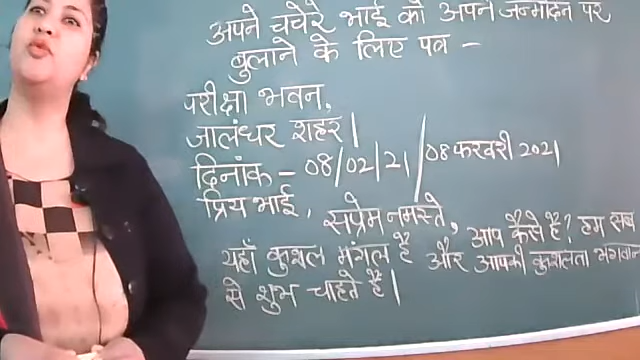 अपने चचेरे भाई को अपने जन्मदिन पर
बुलाने के लिए पत्र -
परीक्षा भवन,
जालंधर शहर।
दिनांक - 08/02/21/08 फरवरी 2021
प्रिय भाई, सप्रेम नमस्ते, आप कैसे है? हम सब
यहाँ कुशल मंगल है और आपकी कुशलता भगवान
से शुभ चाहते हैं।